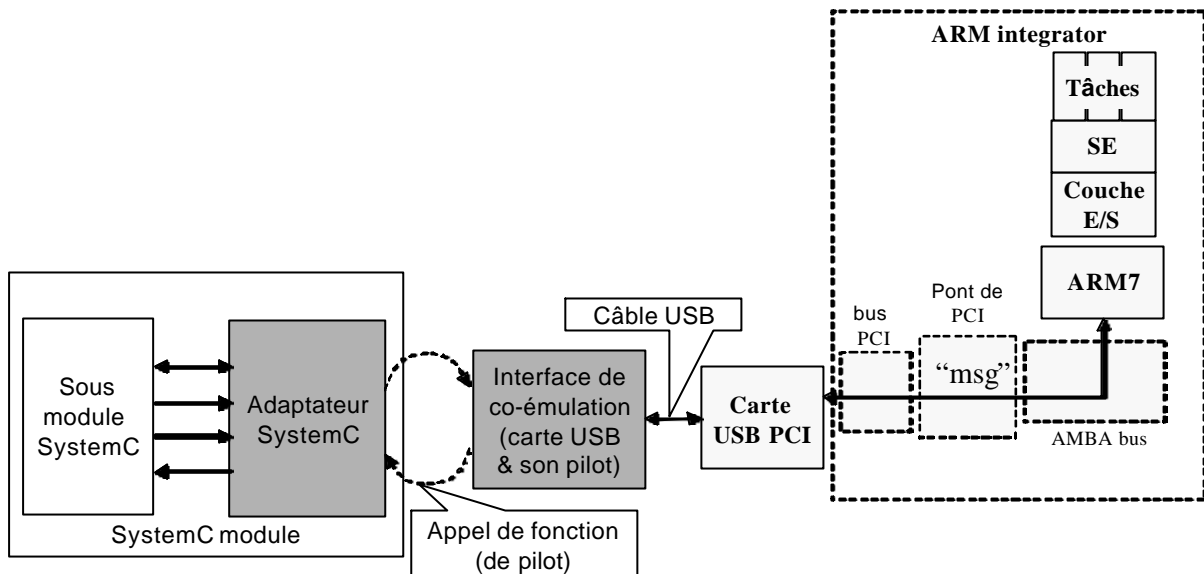 ARM integrator
Tâches
SE
Couche
E/S
ARM7
Pont de
PCI
bus
PCI
“msg”
AMBA bus
Câble USB
Sous
module
SystemC
Adaptateur
SystemC
Interface de
co-émulation
(carte USB
& son pilot)
Carte
USB PCI
SystemC module
Appel de fonction
(de pilot)